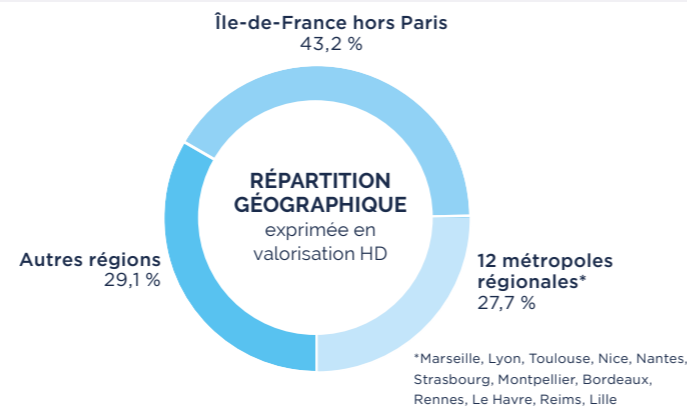 Île-de-France hors Paris
43,2 %
RÉPARTITION
GÉOGRAPHIQUE
exprimée en
valorisation HD
Autres régions
29,1 %
12 métropoles
régionales*
27,7 %
*Marseille, Lyon, Toulouse, Nice, Nantes,
Strasbourg, Montpellier, Bordeaux,
Rennes, Le Havre, Reims, Lille